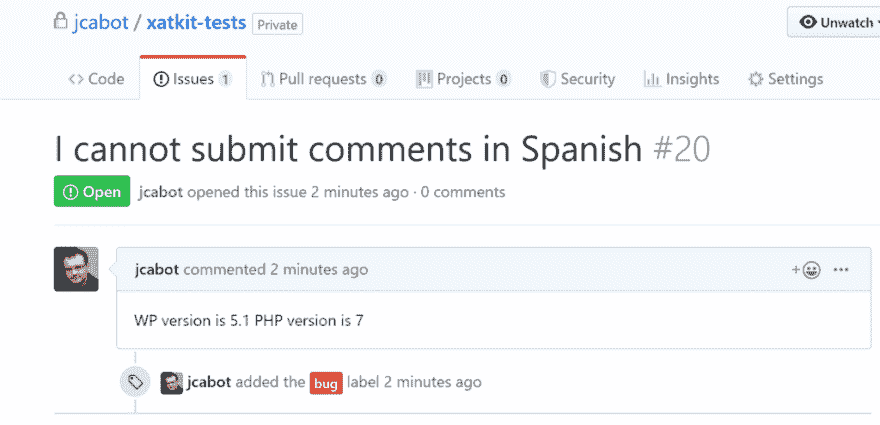 jcabot / xatkit-tests Private Unwatch
Code Issues 1 Pull requests 0 Projects 0 Security Insights Settings
I cannot submit comments in Spanish #20
Open jcabot opened this issue 2 minutes ago · 0 comments
jcabot commented 2 minutes ago
WP version is 5.1 PHP version is 7
jcabot added the bug label 2 minutes ago